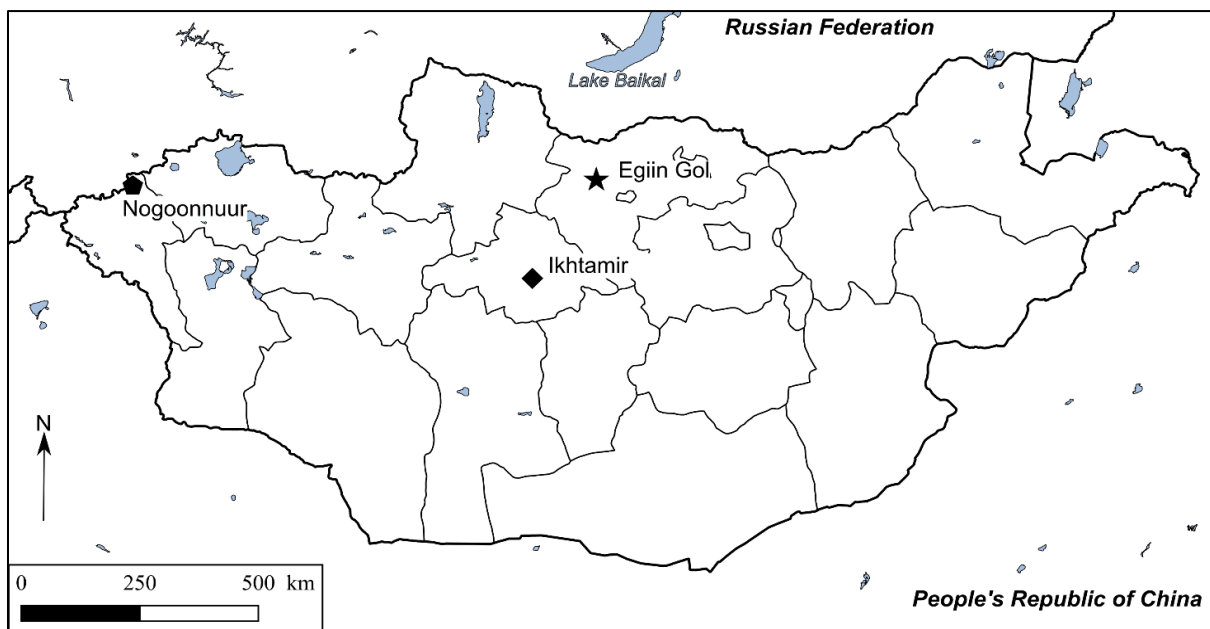 Russian Federation
Lake Baikal
Egiin Gol
Nogoonnuur
Ikhtamir
N
0 250 500 km
People's Republic of China